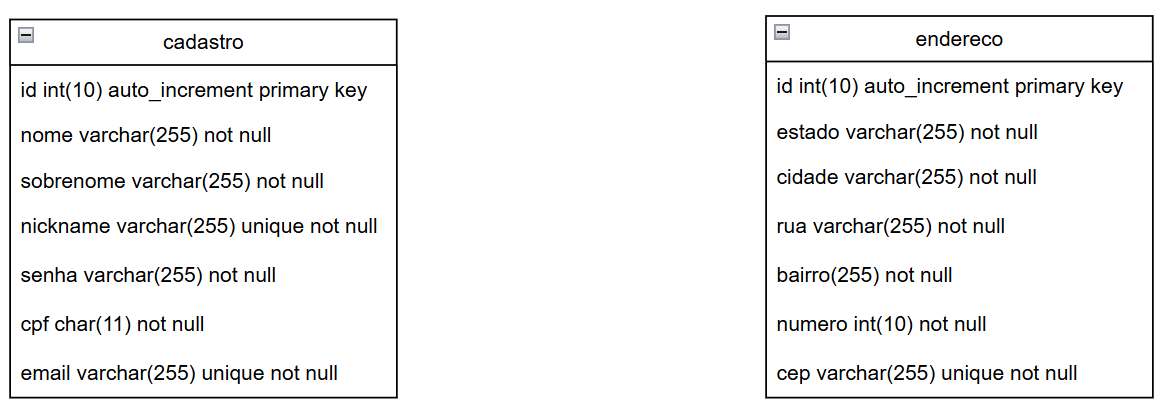 cadastro
id int(10) auto_increment primary key
nome varchar(255) not null
sobrenome varchar(255) not null
nickname varchar(255) unique not null
senha varchar(255) not null
cpf char(11) not null
email varchar(255) unique not null
endereco
id int(10) auto_increment primary key
estado varchar(255) not null
cidade varchar(255) not null
rua varchar(255) not null
bairro(255) not null
numero int(10) not null
cep varchar(255) unique not null